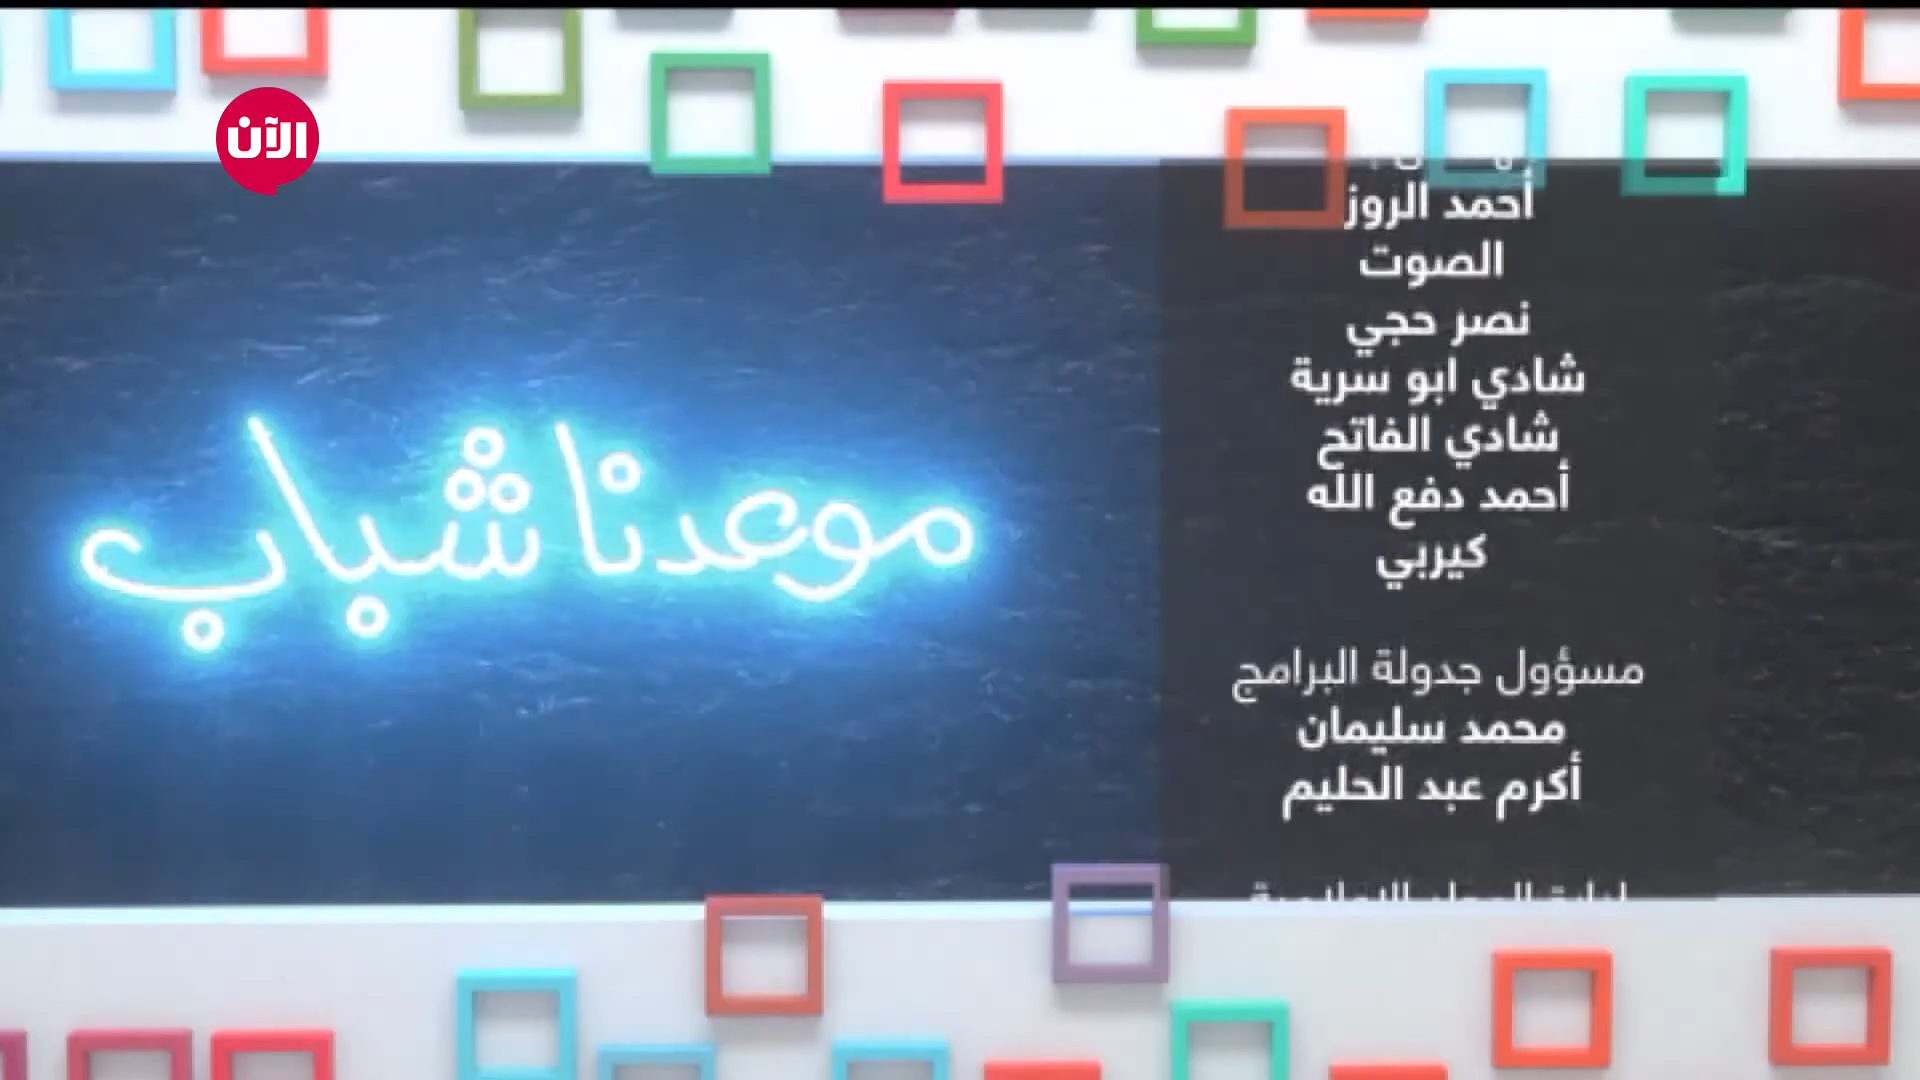 الآن
موعدنا شباب
أحمد الروز
الصوت
نصر حجي
شادي ابو سرية
شادي الفاتح
أحمد دفع الله
كيربي
مسؤول جدولة البرامج
محمد سليمان
أكرم عبد الحليم